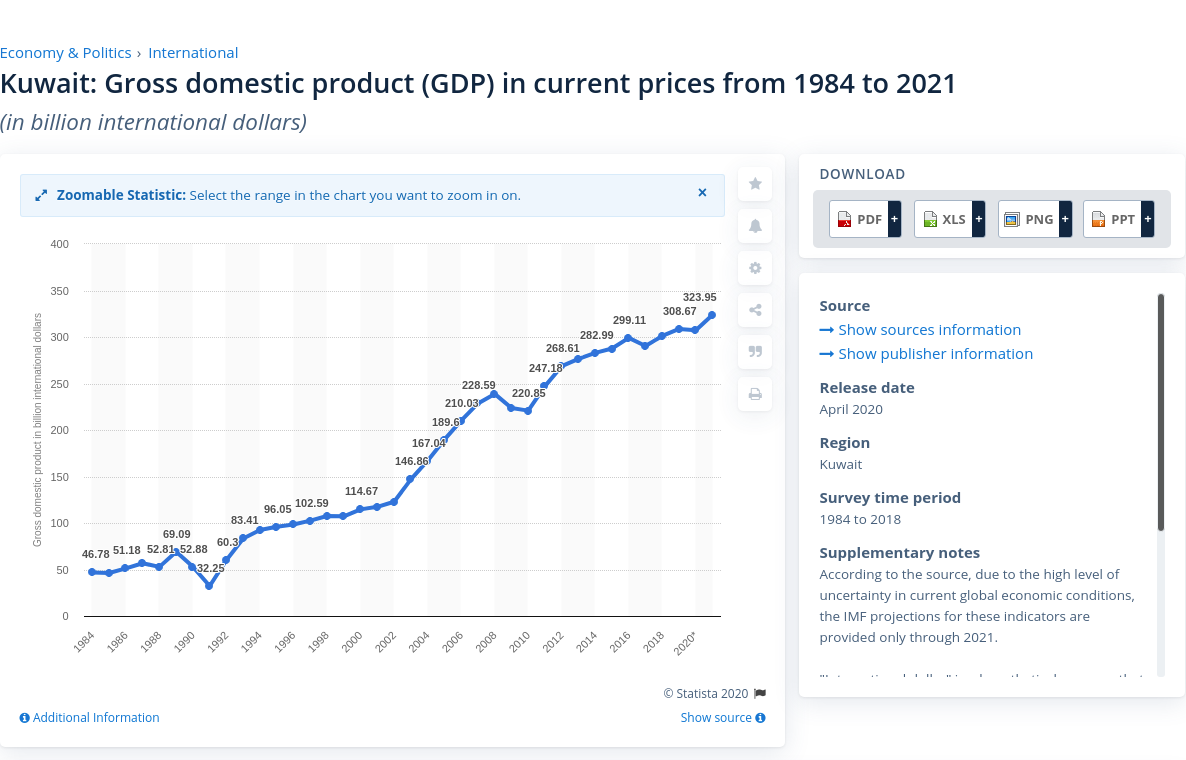 Economy & Politics › International
Kuwait: Gross domestic product (GDP) in current prices from 1984 to 2021
(in billion international dollars)
Zoomable Statistic: Select the range in the chart you want to zoom in on. ×
Gross domestic product in billion international dollars
400
350
300
250
200
150
100
50
0
46.78
51.18
52.81
69.09
52.88
32.25
60.3
83.41
96.05
102.59
114.67
146.86
167.04
189.6
210.03
228.59
220.85
247.18
268.61
282.99
299.11
308.67
323.95
1984
1986
1988
1990
1992
1994
1996
1998
2000
2002
2004
2006
2008
2010
2012
2014
2016
2018
2020*
© Statista 2020
Additional Information
Show source
DOWNLOAD
PDF + XLS + PNG + PPT +
Source
Show sources information
Show publisher information
Release date
April 2020
Region
Kuwait
Survey time period
1984 to 2018
Supplementary notes
According to the source, due to the high level of
uncertainty in current global economic conditions,
the IMF projections for these indicators are
provided only through 2021.